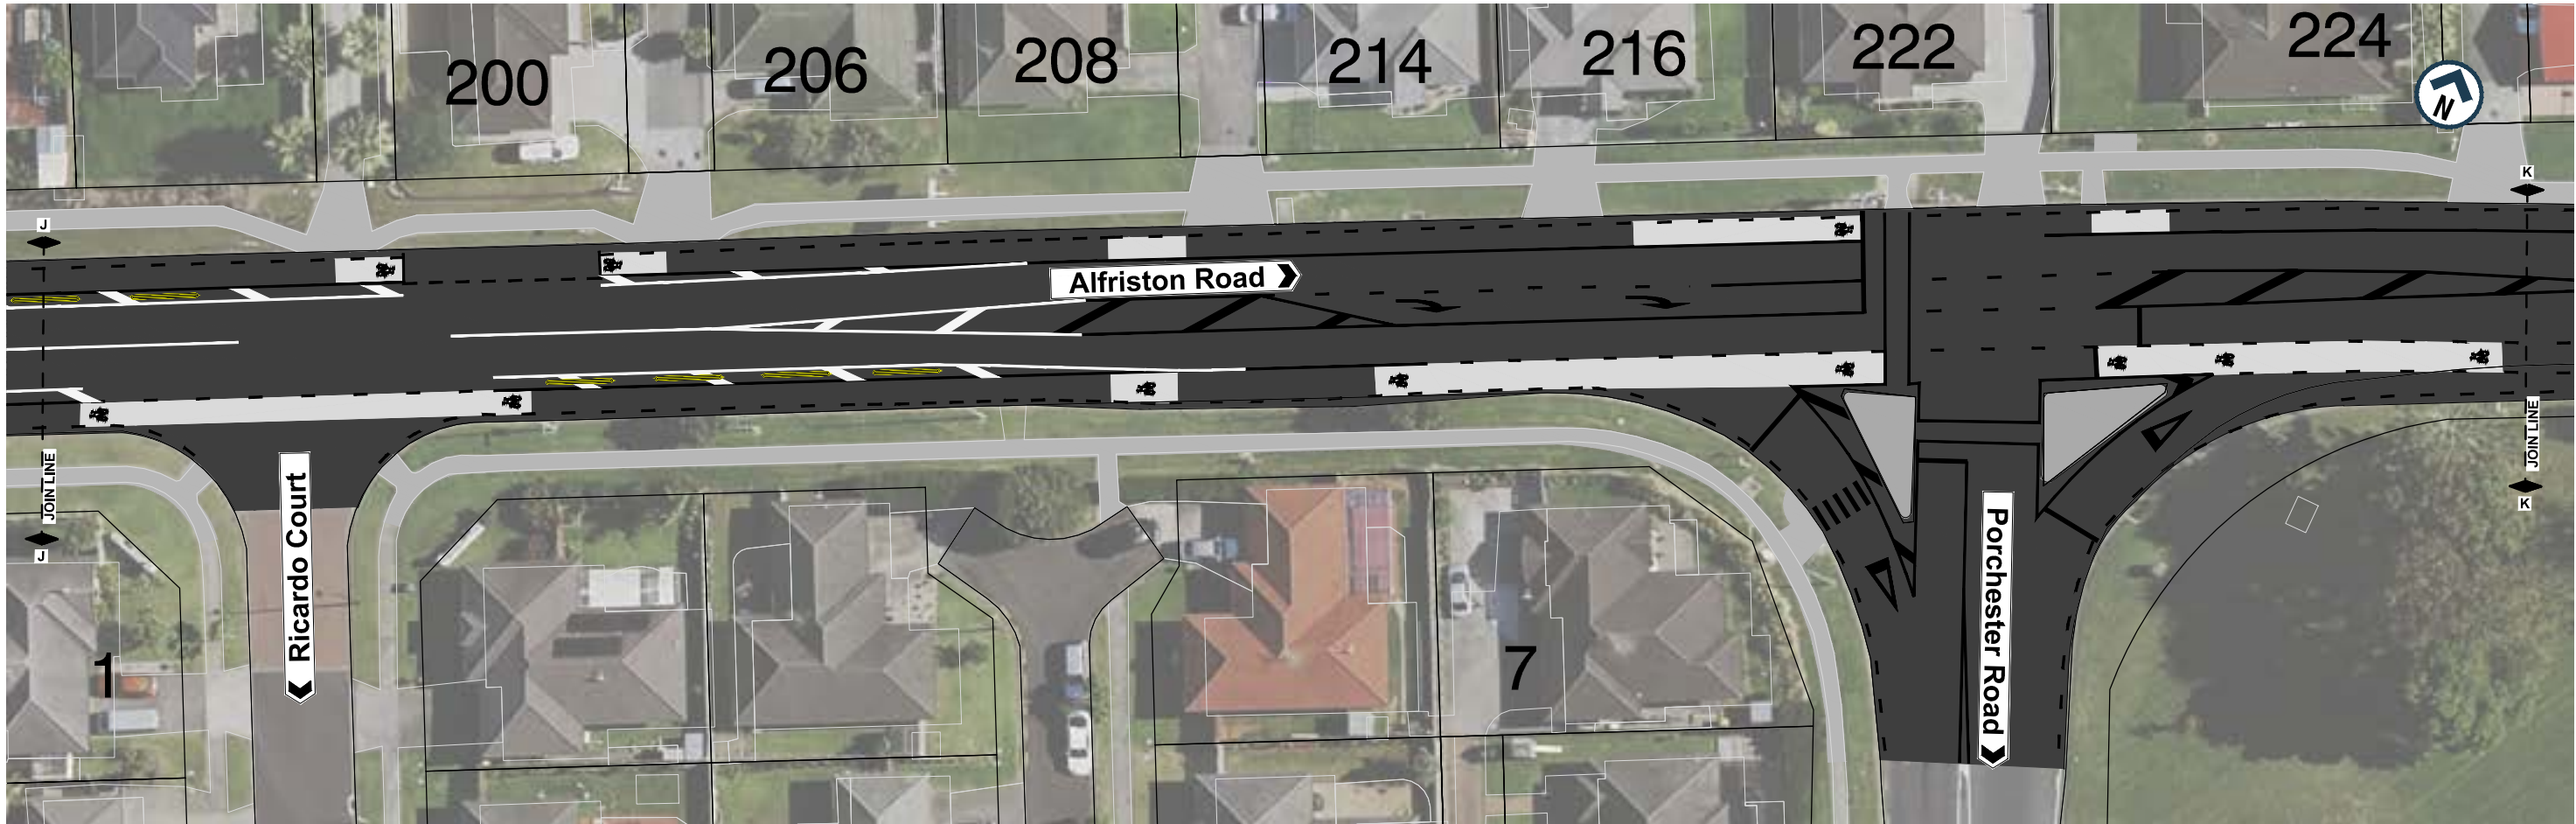 200
206
208
214
216
222
224
N
J
K
Alfriston Road
JOIN LINE
JOIN LINE
K
J
Ricardo Court
Porchester Road
1
7